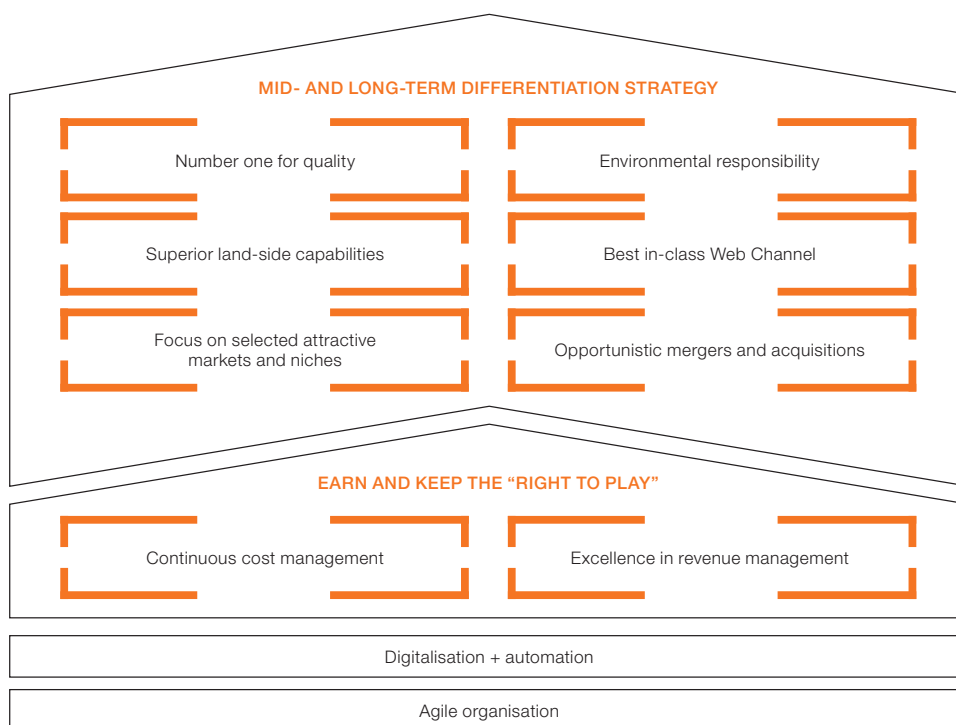 MID- AND LONG-TERM DIFFERENTIATION STRATEGY
Number one for quality
Environmental responsibility
Superior land-side capabilities
Best in-class Web Channel
Focus on selected attractive
markets and niches
Opportunistic mergers and acquisitions
EARN AND KEEP THE “RIGHT TO PLAY”
Continuous cost management
Excellence in revenue management
Digitalisation + automation
Agile organisation